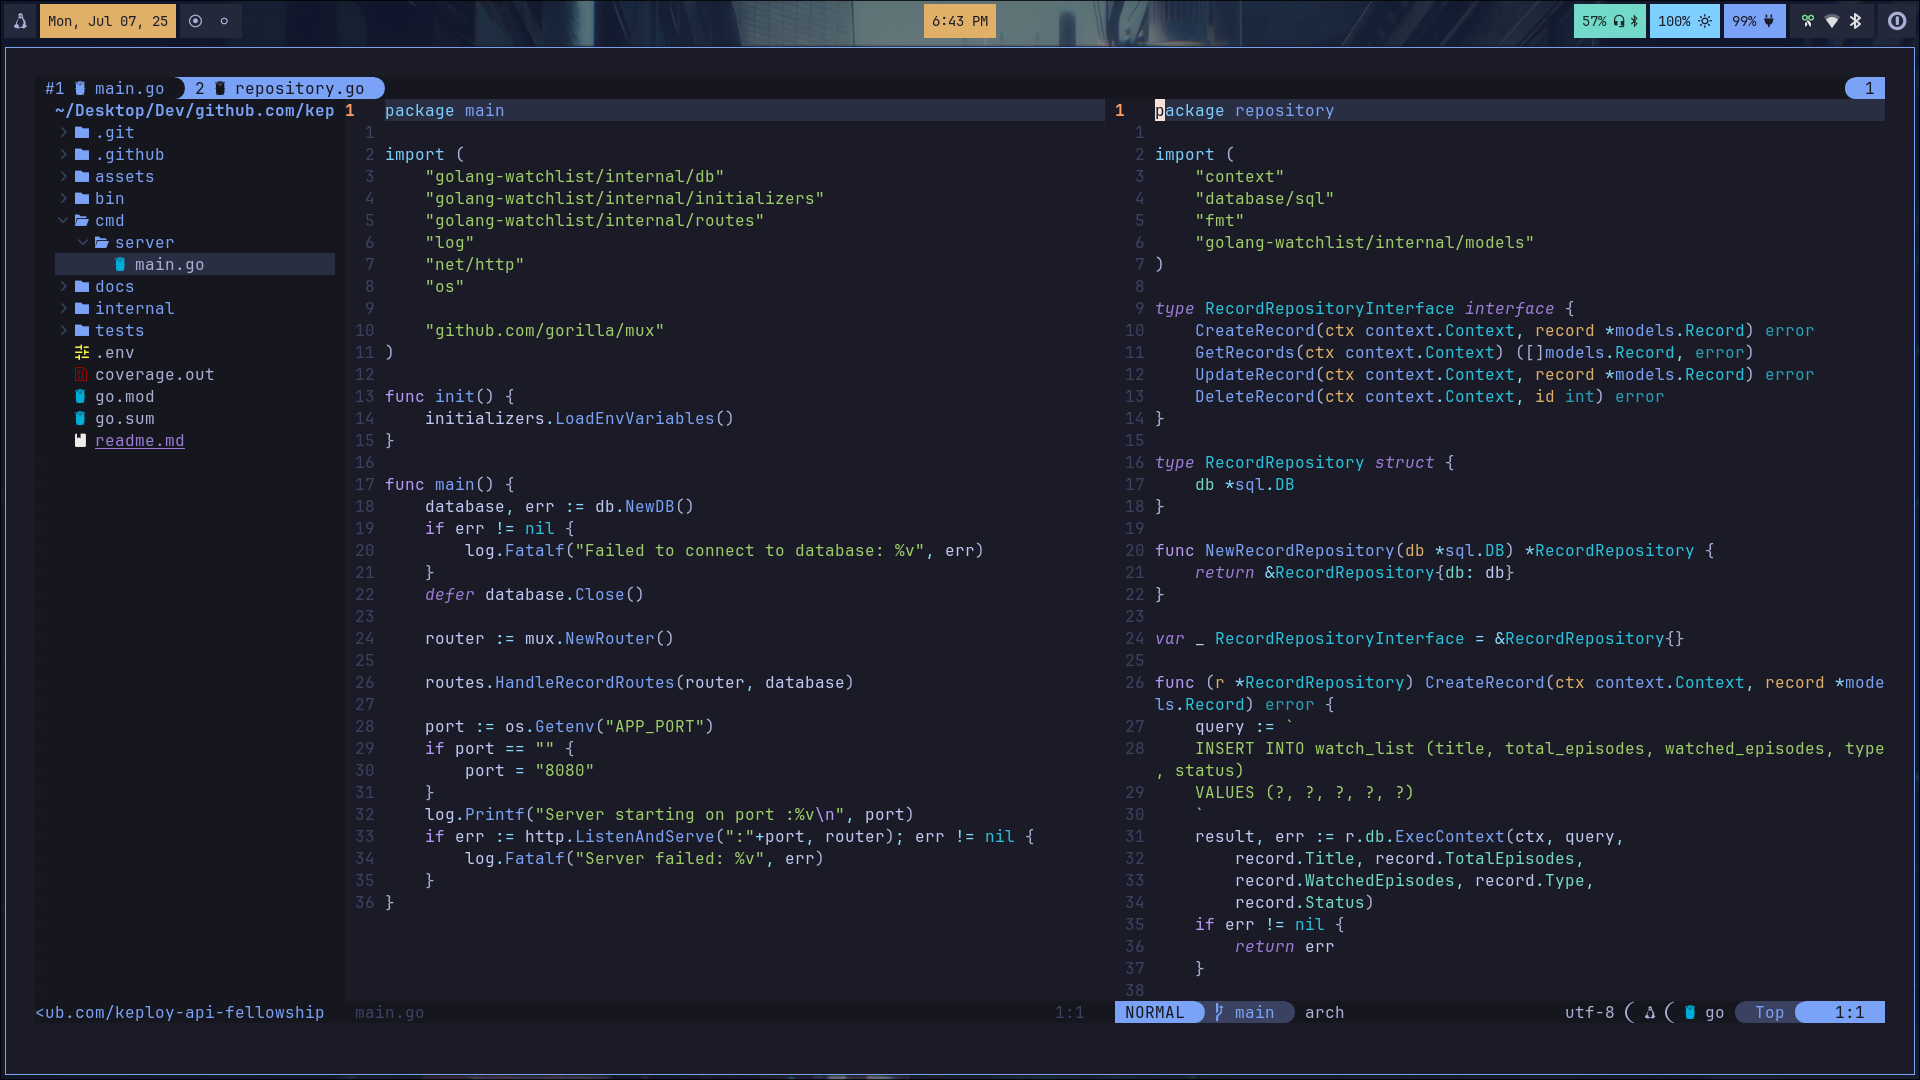 Mon, Jul 07, 25
6:43 PM
57%
100%
99%
#1 main.go
2 repository.go
1
~/Desktop/Dev/github.com/kep
.git
.github
assets
bin
cmd
server
main.go
docs
internal
tests
.env
coverage.out
go.mod
go.sum
readme.md
<ub.com/keploy-api-fellowship
1 package main
1
2 import (
3 "golang-watchlist/internal/db"
4 "golang-watchlist/internal/initializers"
5 "golang-watchlist/internal/routes"
6 "log"
7 "net/http"
8 "os"
9
10 "github.com/gorilla/mux"
11 )
12
13 func init() {
14 initializers.LoadEnvVariables()
15 }
16
17 func main() {
18 database, err := db.NewDB()
19 if err != nil {
20 log.Fatalf("Failed to connect to database: %v", err)
21 }
22 defer database.Close()
23
24 router := mux.NewRouter()
25
26 routes.HandleRecordRoutes(router, database)
27
28 port := os.Getenv("APP_PORT")
29 if port == "" {
30 port = "8080"
31 }
32 log.Printf("Server starting on port :%v\n", port)
33 if err := http.ListenAndServe(":"+port, router); err != nil {
34 log.Fatalf("Server failed: %v", err)
35 }
36 }
main.go 1:1
1 package repository
1
2 import (
3 "context"
4 "database/sql"
5 "fmt"
6 "golang-watchlist/internal/models"
7 )
8
9 type RecordRepositoryInterface interface {
10 CreateRecord(ctx context.Context, record *models.Record) error
11 GetRecords(ctx context.Context) ([]models.Record, error)
12 UpdateRecord(ctx context.Context, record *models.Record) error
13 DeleteRecord(ctx context.Context, id int) error
14 }
15
16 type RecordRepository struct {
17 db *sql.DB
18 }
19
20 func NewRecordRepository(db *sql.DB) *RecordRepository {
21 return &RecordRepository{db: db}
22 }
23
24 var _ RecordRepositoryInterface = &RecordRepository{}
25
26 func (r *RecordRepository) CreateRecord(ctx context.Context, record *mode
ls.Record) error {
27 query := `
28 INSERT INTO watch_list (title, total_episodes, watched_episodes, type
, status)
29 VALUES (?, ?, ?, ?, ?)
30 `
31 result, err := r.db.ExecContext(ctx, query,
32 record.Title, record.TotalEpisodes,
33 record.WatchedEpisodes, record.Type,
34 record.Status)
35 if err != nil {
36 return err
37 }
38
NORMAL main arch utf-8 go Top 1:1